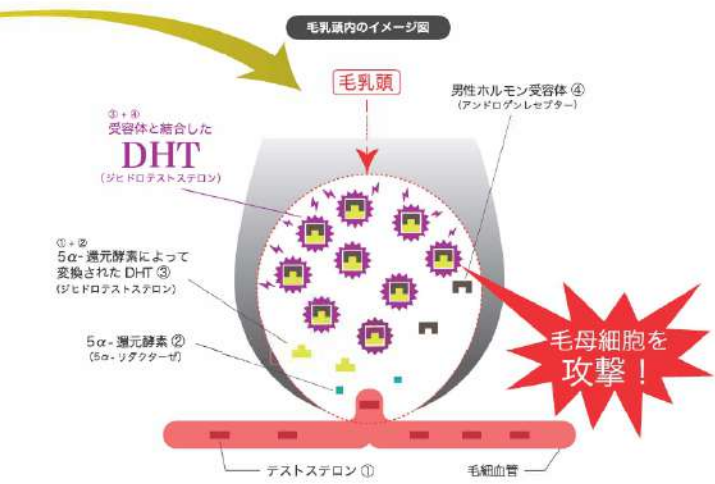 毛乳頭内のイメージ図
毛乳頭
男性ホルモン受容体 ④
(アンドロゲンレセプター)
③+④
受容体と結合した
DHT
(ジヒドロテストステロン)
①+②
5α-還元酵素によって
変換された DHT ③
(ジヒドロテストステロン)
5α-還元酵素 ②
(5α-リダクターゼ)
毛母細胞を
攻撃！
テストステロン ①
毛細血管